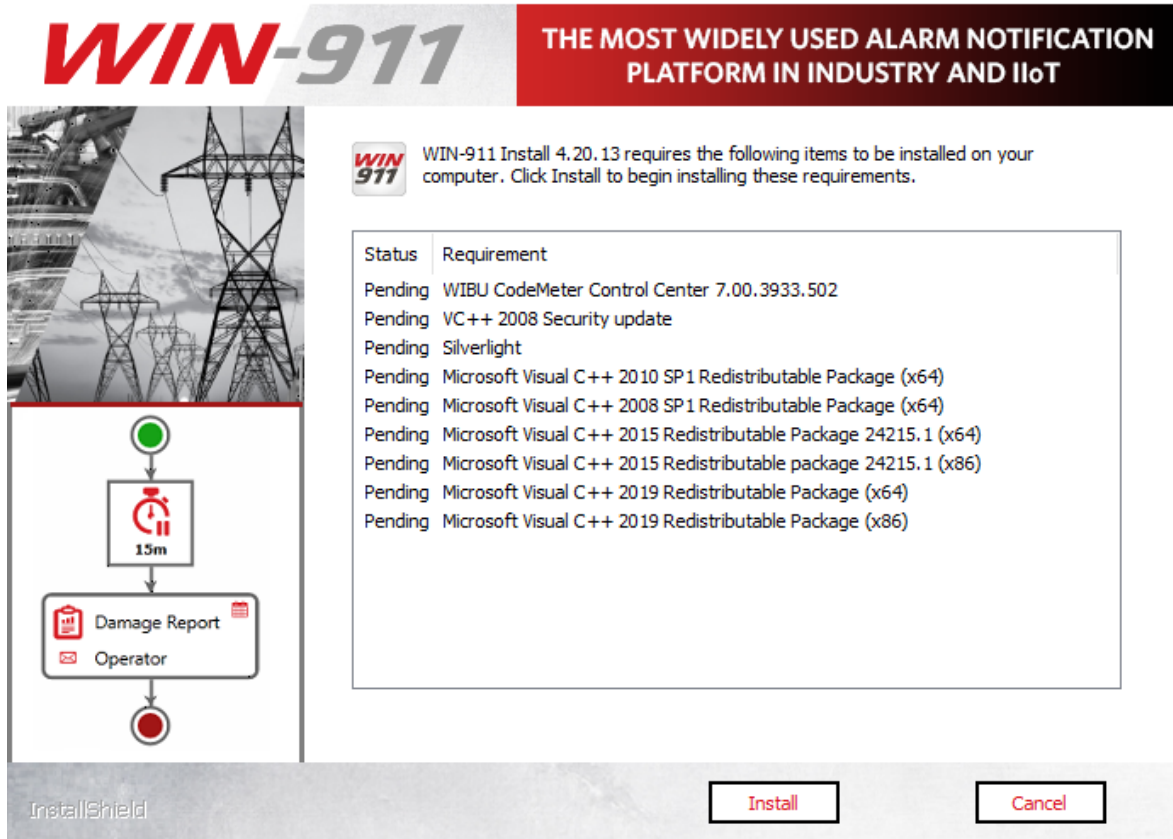 WIN-911
THE MOST WIDELY USED ALARM NOTIFICATION
PLATFORM IN INDUSTRY AND IIoT
WIN
911
WIN-911 Install 4.20.13 requires the following items to be installed on your
computer. Click Install to begin installing these requirements.
Status Requirement
Pending WIBU CodeMeter Control Center 7.00.3933.502
Pending VC++ 2008 Security update
Pending Silverlight
Pending Microsoft Visual C++ 2010 SP1 Redistributable Package (x64)
Pending Microsoft Visual C++ 2008 SP1 Redistributable Package (x64)
Pending Microsoft Visual C++ 2015 Redistributable Package 24215.1 (x64)
Pending Microsoft Visual C++ 2015 Redistributable package 24215.1 (x86)
Pending Microsoft Visual C++ 2019 Redistributable Package (x64)
Pending Microsoft Visual C++ 2019 Redistributable Package (x86)
15m
Damage Report
Operator
InstallShield
Install
Cancel